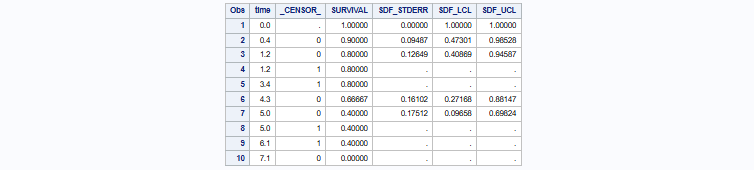 Obs time _CENSOR_ SURVIVAL SDF_STDERR SDF_LCL SDF_UCL
1 0.0 . 1.00000 0.00000 1.00000 1.00000
2 0.4 0 0.90000 0.09487 0.47301 0.98528
3 1.2 0 0.80000 0.12649 0.40869 0.94587
4 1.2 1 0.80000 . . .
5 3.4 1 0.80000 . . .
6 4.3 0 0.66667 0.16102 0.27168 0.88147
7 5.0 0 0.40000 0.17512 0.09658 0.69624
8 5.0 1 0.40000 . . .
9 6.1 1 0.40000 . . .
10 7.1 0 0.00000 . . .